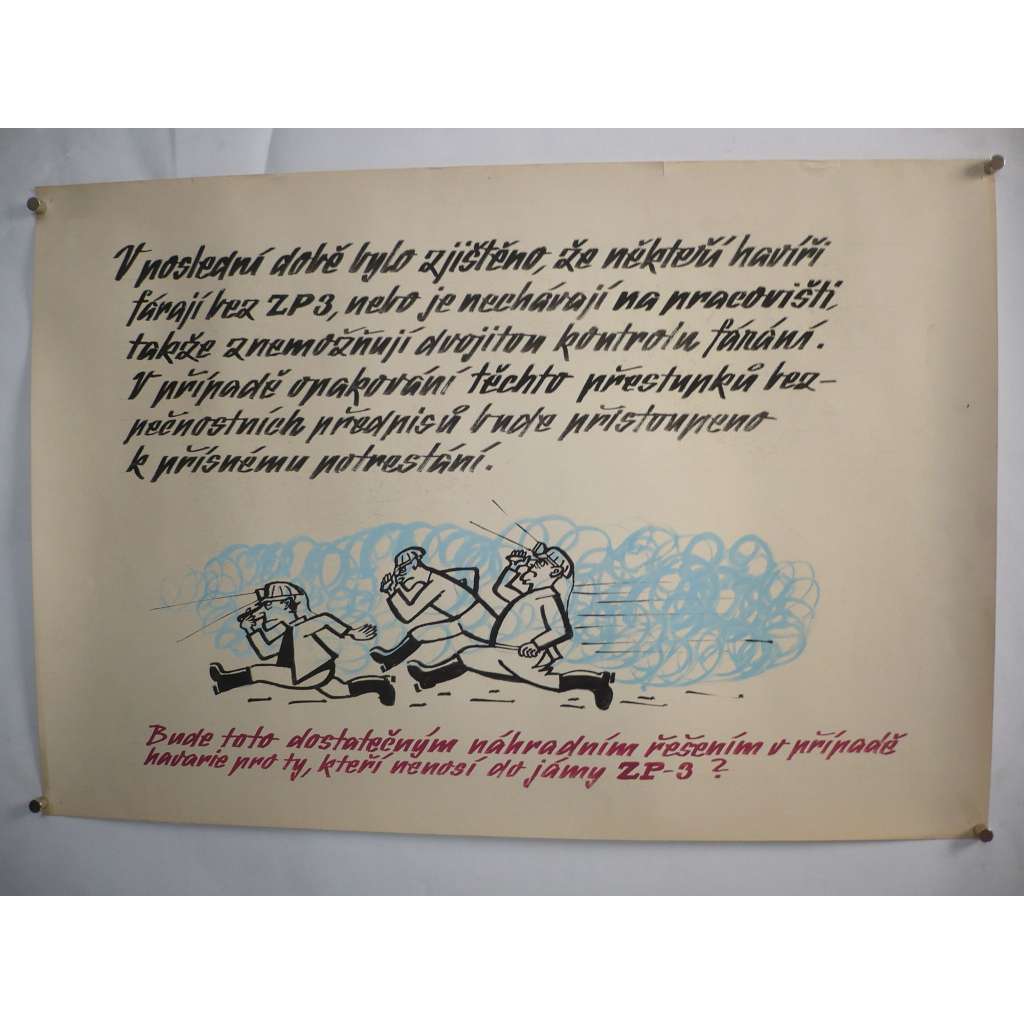 V poslední době bylo zjištěno, že někteří havíři
fárají bez ZP3, nebo je nechávají na pracovišti,
takže znemožňují dvojitou kontrolu fárání.
V případě opakování těchto přestupků bez-
pečnostních předpisů bude přistoupeno
k přísnému potrestání.
Bude toto dostatečným náhradním řešením v případě
havarie pro ty, kteří nenosí do jámy ZP-3?